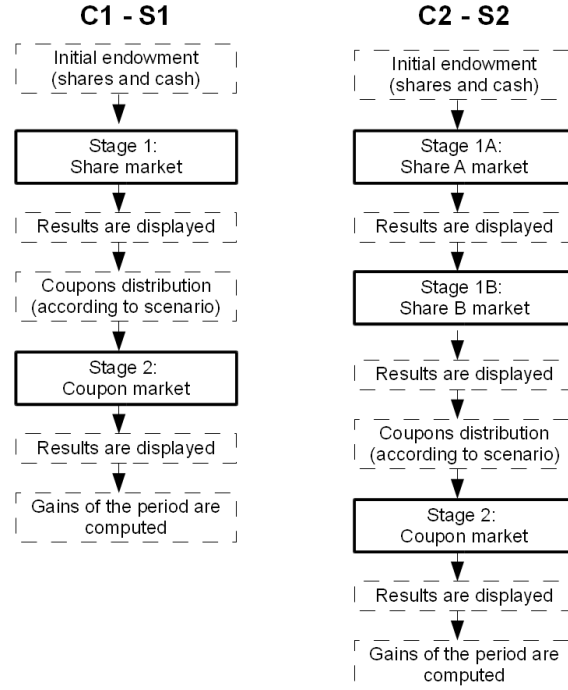 C1 - S1
Initial endowment
(shares and cash)
Stage 1:
Share market
Results are displayed
Coupons distribution
(according to scenario)
Stage 2:
Coupon market
Results are displayed
Gains of the period are
computed
C2 - S2
Initial endowment
(shares and cash)
Stage 1A:
Share A market
Results are displayed
Stage 1B:
Share B market
Results are displayed
Coupons distribution
(according to scenario)
Stage 2:
Coupon market
Results are displayed
Gains of the period are
computed